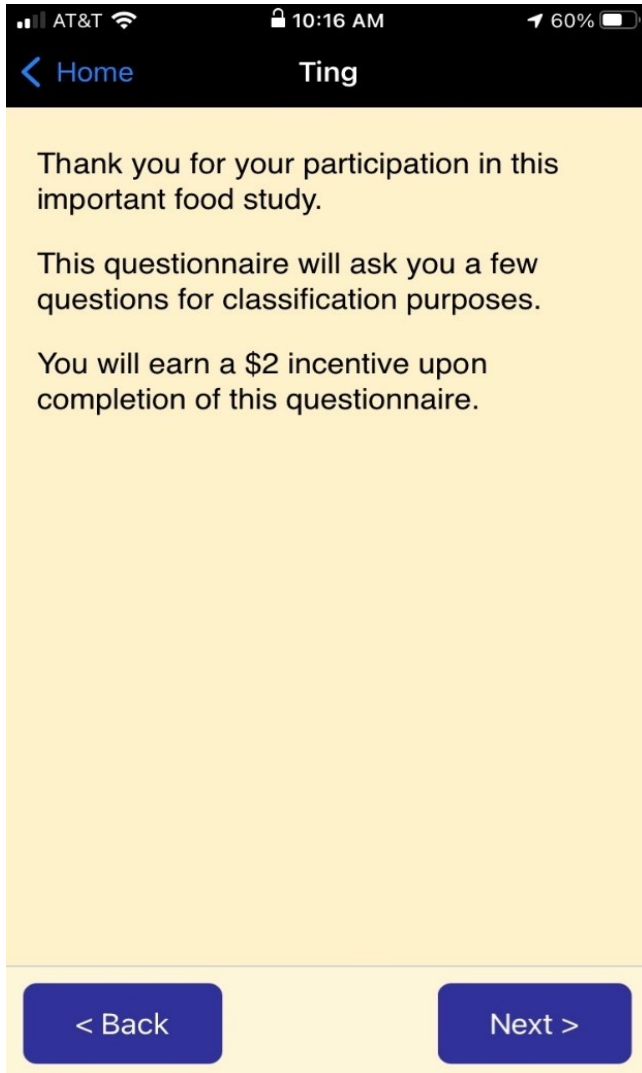 AT&T 10:16 AM 60%
Home Ting
Thank you for your participation in this
important food study.
This questionnaire will ask you a few
questions for classification purposes.
You will earn a $2 incentive upon
completion of this questionnaire.
< Back Next >